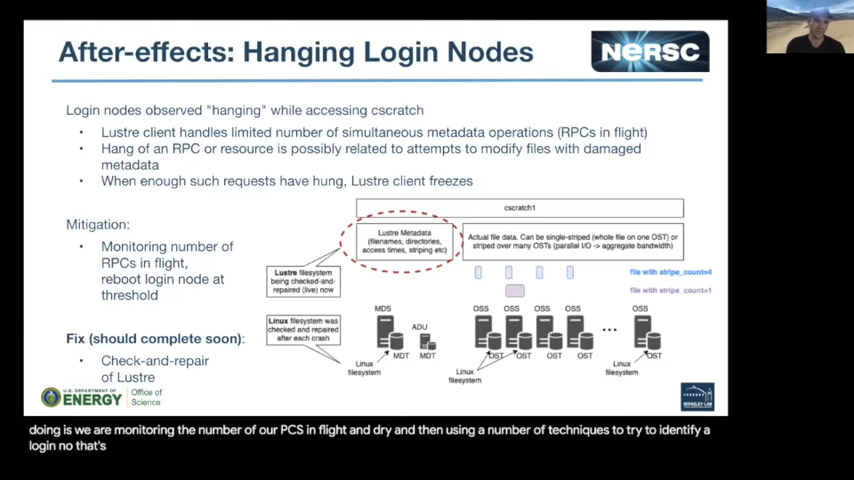 After-effects: Hanging Login Nodes
NERSC
Login nodes observed "hanging" while accessing cscratch
• Lustre client handles limited number of simultaneous metadata operations (RPCs in flight)
• Hang of an RPC or resource is possibly related to attempts to modify files with damaged
metadata
• When enough such requests have hung, Lustre client freezes
Mitigation:
• Monitoring number of
RPCs in flight,
reboot login node at
threshold
Fix (should complete soon):
• Check-and-repair
of Lustre
cscratch1
Lustre Metadata
(filenames, directories,
access times, striping etc)
Actual file data. Can be single-striped (whole file on one OST) or
striped over many OSTs (parallel I/O -> aggregate bandwidth)
Lustre filesystem
being checked-and-
repaired (live) now
file with stripe_count=4
file with stripe_count=1
Linux filesystem was
checked and repaired
after each crash
MDS
ADU
MDT
MDT
Linux
filesystem
OSS
OSS
OSS
OSS
...
OSS
OST
OST
OST
OST
OST
Linux
filesystem
Linux
filesystem
U.S. DEPARTMENT OF
ENERGY
Office of
Science
BERKELEY LAB
doing is we are monitoring the number of our PCS in flight and dry and then using a number of techniques to try to identify a
login no that's